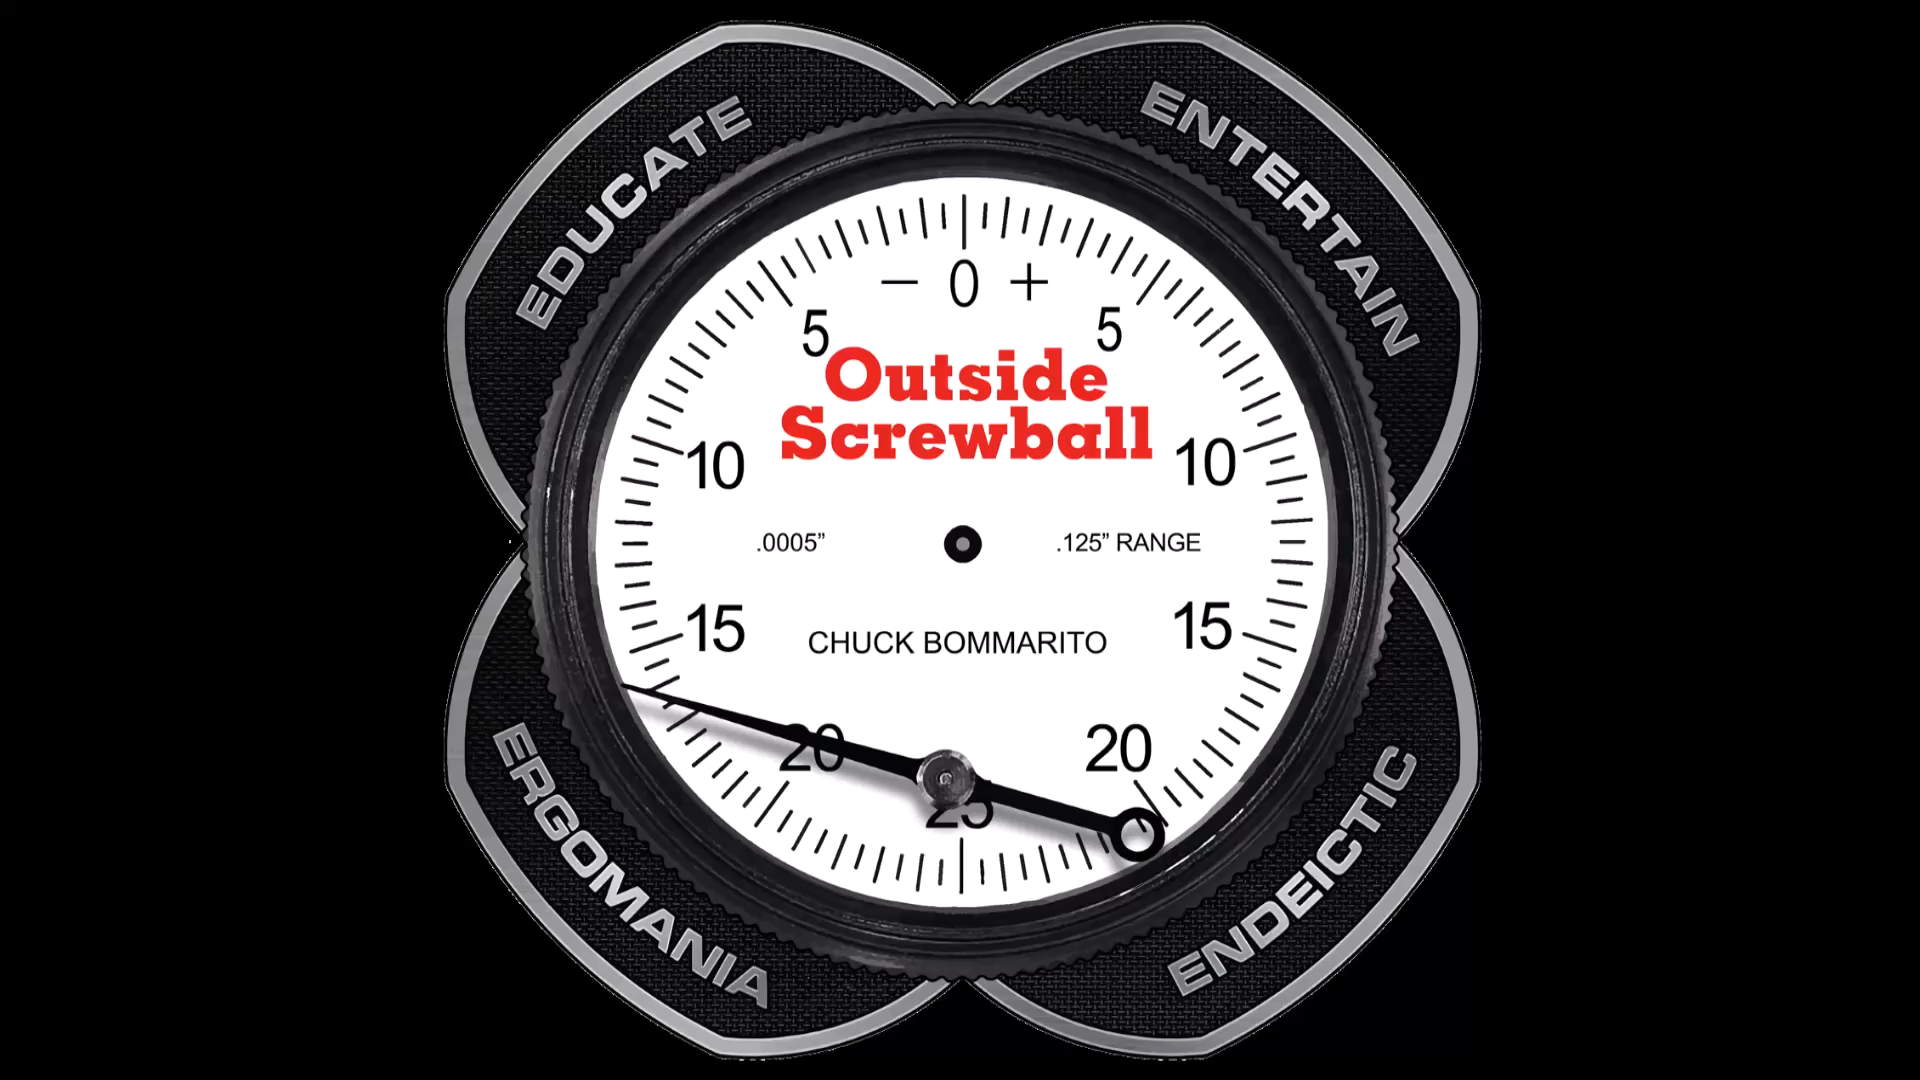 EDUCATE
ENTERTAIN
− 0 +
5 5
Outside
Screwball
10 10
.0005” .125” RANGE
15 15
CHUCK BOMMARITO
20 20
25
ERGOMANIA
ENDEICTIC